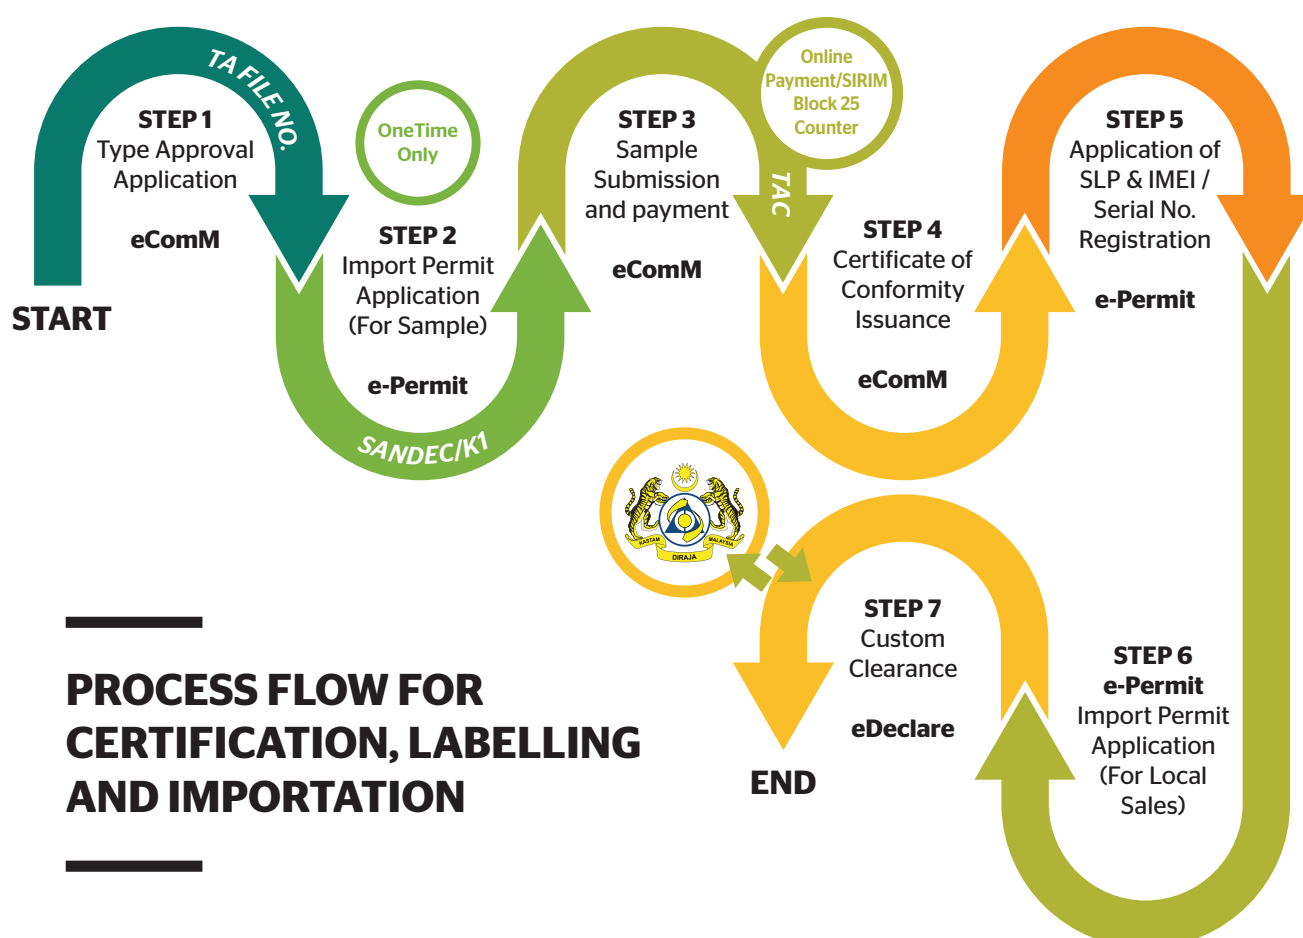 TA FILE NO.
STEP 1
Type Approval
Application
eComM
START
OneTime
Only
STEP 2
Import Permit
Application
(For Sample)
e-Permit
SANDEC/K1
STEP 3
Sample
Submission
and payment
eComM
Online
Payment/SIRIM
Block 25
Counter
TAC
STEP 4
Certificate of
Conformity
Issuance
eComM
STEP 5
Application of
SLP & IMEI /
Serial No.
Registration
e-Permit
STEP 6
e-Permit
Import Permit
Application
(For Local
Sales)
STEP 7
Custom
Clearance
eDeclare
KASTAM
DIRAJA
MALAYSIA
END
PROCESS FLOW FOR
CERTIFICATION, LABELLING
AND IMPORTATION